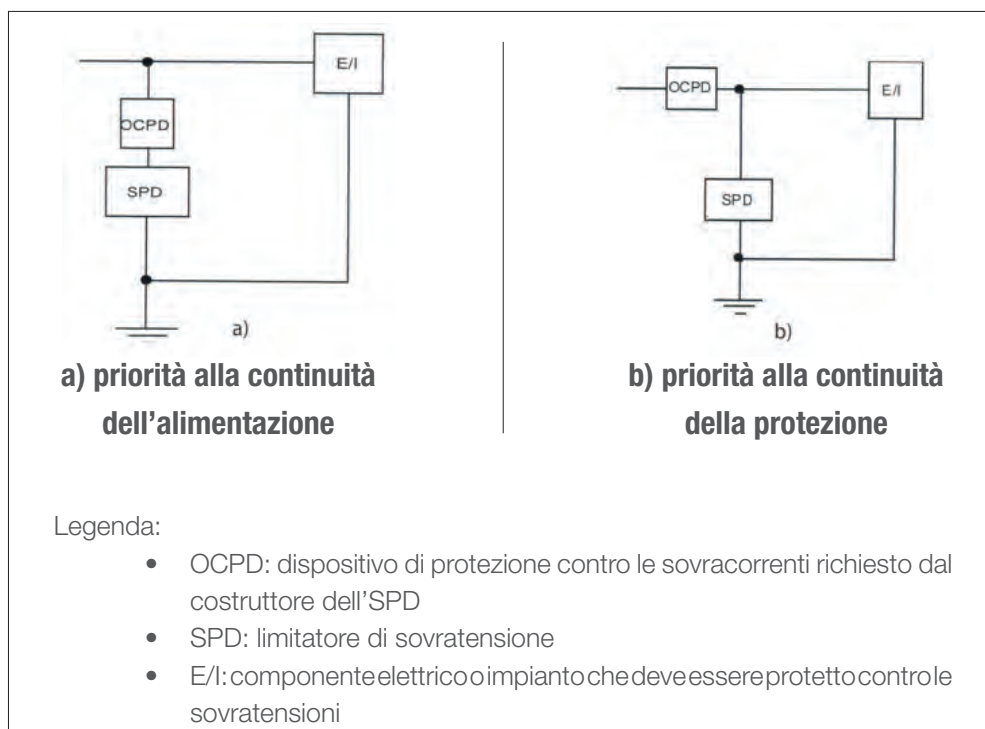 E/I
OCPD
SPD
a)
a) priorità alla continuità
dell'alimentazione
OCPD
E/I
SPD
b)
b) priorità alla continuità
della protezione
Legenda:
• OCPD: dispositivo di protezione contro le sovracorrenti richiesto dal
costruttore dell'SPD
• SPD: limitatore di sovratensione
• E/I: componente elettrico o impianto che deve essere protetto contro le
sovratensioni